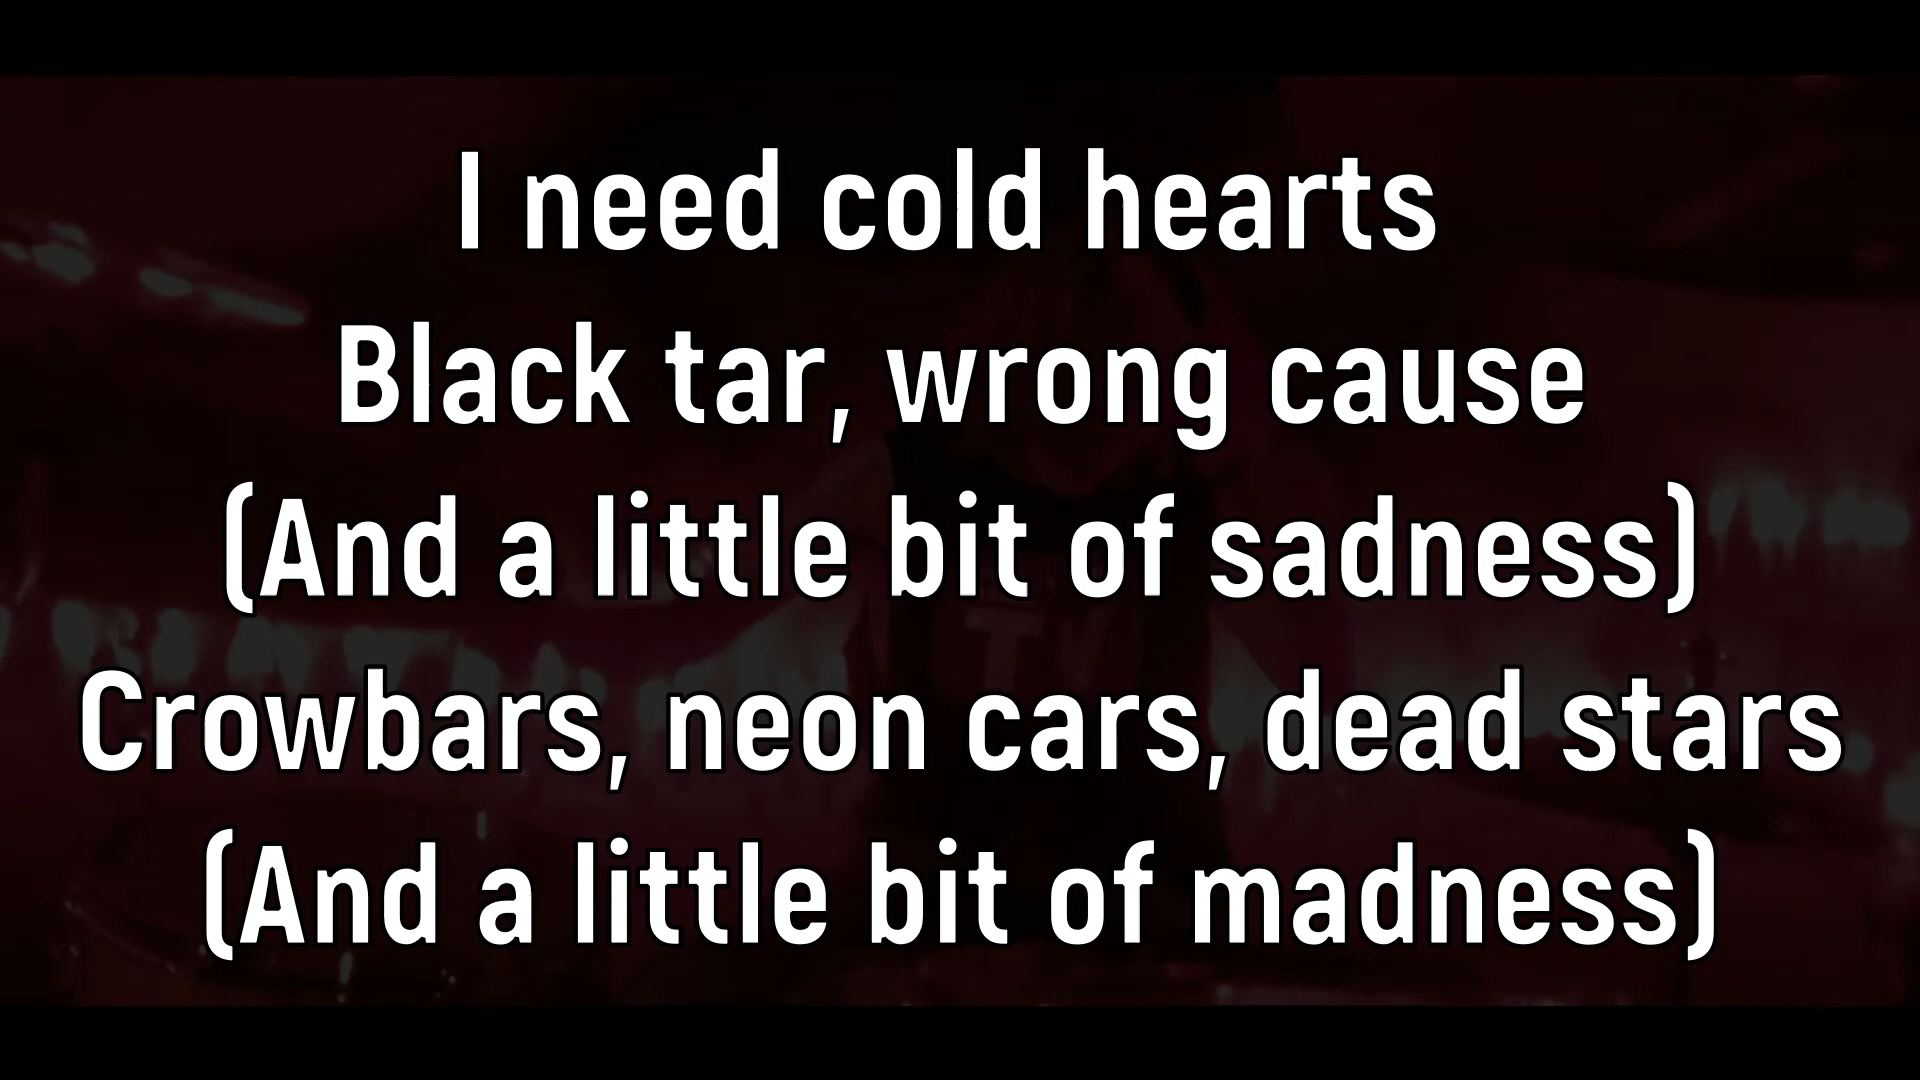 I need cold hearts
Black tar, wrong cause
(And a little bit of sadness)
Crowbars, neon cars, dead stars
(And a little bit of madness)